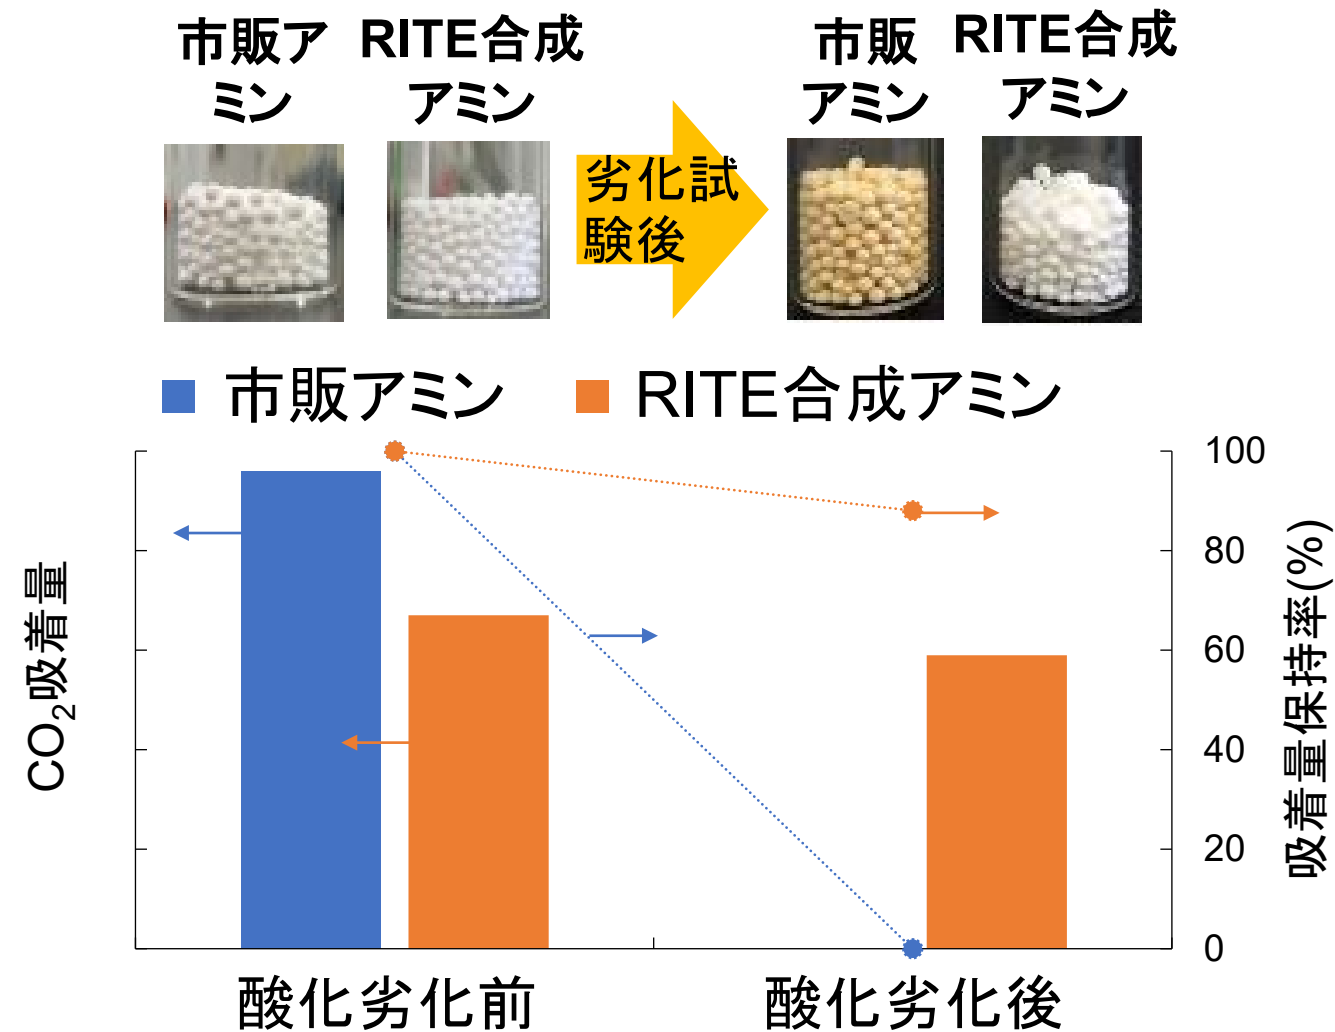 市販ア
ミン
RITE合成
アミン
劣化試
験後
市販
アミン
RITE合成
アミン
市販アミン
RITE合成アミン
CO₂吸着量
100
80
60
40
20
0
吸着量保持率(%)
酸化劣化前
酸化劣化後